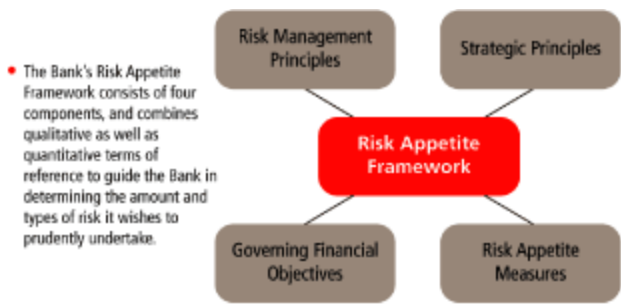 • The Bank's Risk Appetite
Framework consists of four
components, and combines
qualitative as well as
quantitative terms of
reference to guide the Bank in
determining the amount and
types of risk it wishes to
prudently undertake.
Risk Management
Principles
Strategic Principles
Risk Appetite
Framework
Governing Financial
Objectives
Risk Appetite
Measures